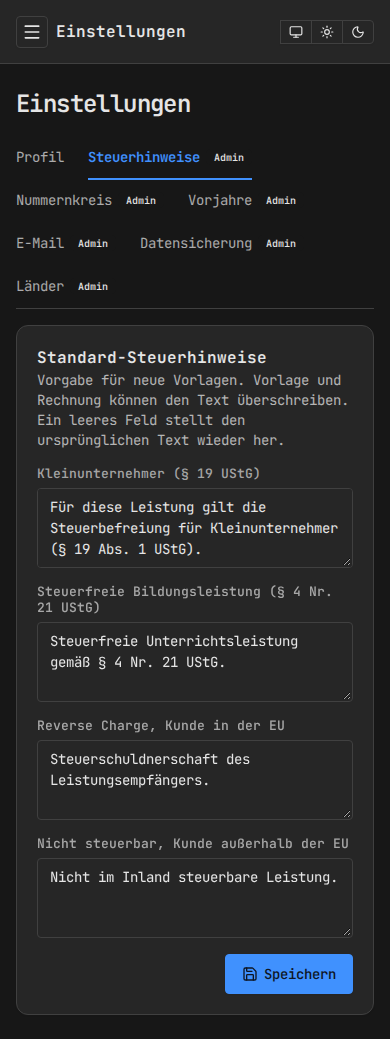 Einstellungen
Einstellungen
Profil Steuerhinweise Admin
Nummernkreis Admin Vorjahre Admin
E-Mail Admin Datensicherung Admin
Länder Admin
Standard-Steuerhinweise
Vorgabe für neue Vorlagen. Vorlage und
Rechnung können den Text überschreiben.
Ein leeres Feld stellt den
ursprünglichen Text wieder her.
Kleinunternehmer (§ 19 UStG)
Für diese Leistung gilt die
Steuerbefreiung für Kleinunternehmer
(§ 19 Abs. 1 UStG).
Steuerfreie Bildungsleistung (§ 4 Nr.
21 UStG)
Steuerfreie Unterrichtsleistung
gemäß § 4 Nr. 21 UStG.
Reverse Charge, Kunde in der EU
Steuerschuldnerschaft des
Leistungsempfängers.
Nicht steuerbar, Kunde außerhalb der EU
Nicht im Inland steuerbare Leistung.
Speichern